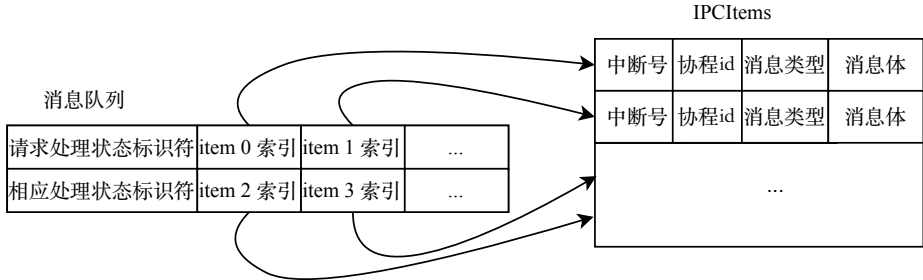 IPCItems
中断号 协程id 消息类型 消息体
中断号 协程id 消息类型 消息体
...
消息队列
请求处理状态标识符 item 0 索引 item 1 索引 ...
相应处理状态标识符 item 2 索引 item 3 索引 ...